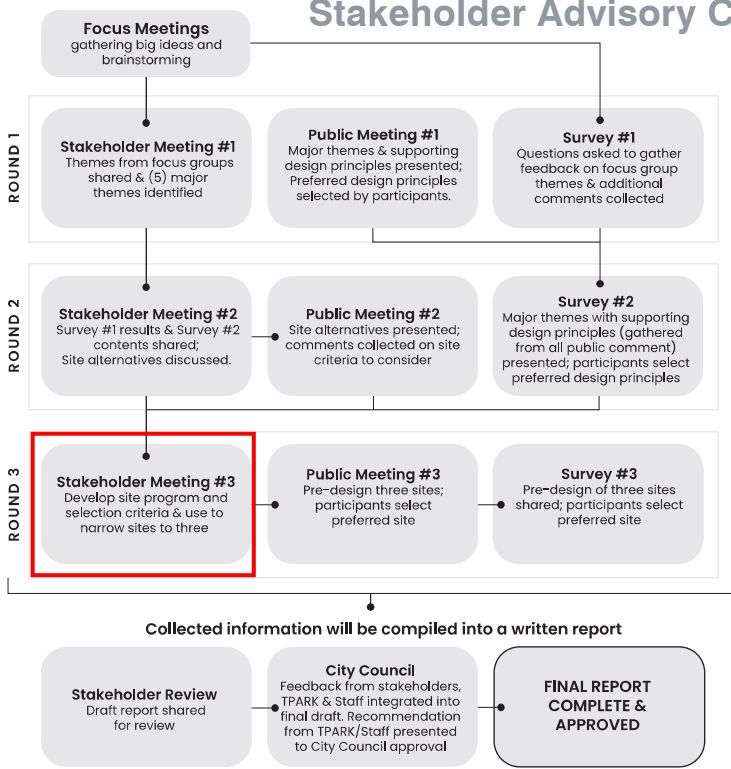 Stakeholder Advisory C
Focus Meetings
gathering big ideas and
brainstorming
ROUND 1
Stakeholder Meeting #1
Themes from focus groups
shared & (5) major
themes identified
Public Meeting #1
Major themes & supporting
design principles presented;
Preferred design principles
selected by participants.
Survey #1
Questions asked to gather
feedback on focus group
themes & additional
comments collected
ROUND 2
Stakeholder Meeting #2
Survey #1 results & Survey #2
contents shared;
Site alternatives discussed.
Public Meeting #2
Site alternatives presented;
comments collected on site
criteria to consider
Survey #2
Major themes with supporting
design principles (gathered
from all public comment)
presented; participants select
preferred design principles
ROUND 3
Stakeholder Meeting #3
Develop site program and
selection criteria & use to
narrow sites to three
Public Meeting #3
Pre-design three sites;
participants select
preferred site
Survey #3
Pre-design of three sites
shared; participants select
preferred site
Collected information will be compiled into a written report
Stakeholder Review
Draft report shared
for review
City Council
Feedback from stakeholders,
TPARK & Staff integrated into
final draft. Recommendation
from TPARK/Staff presented
to City Council approval
FINAL REPORT
COMPLETE &
APPROVED